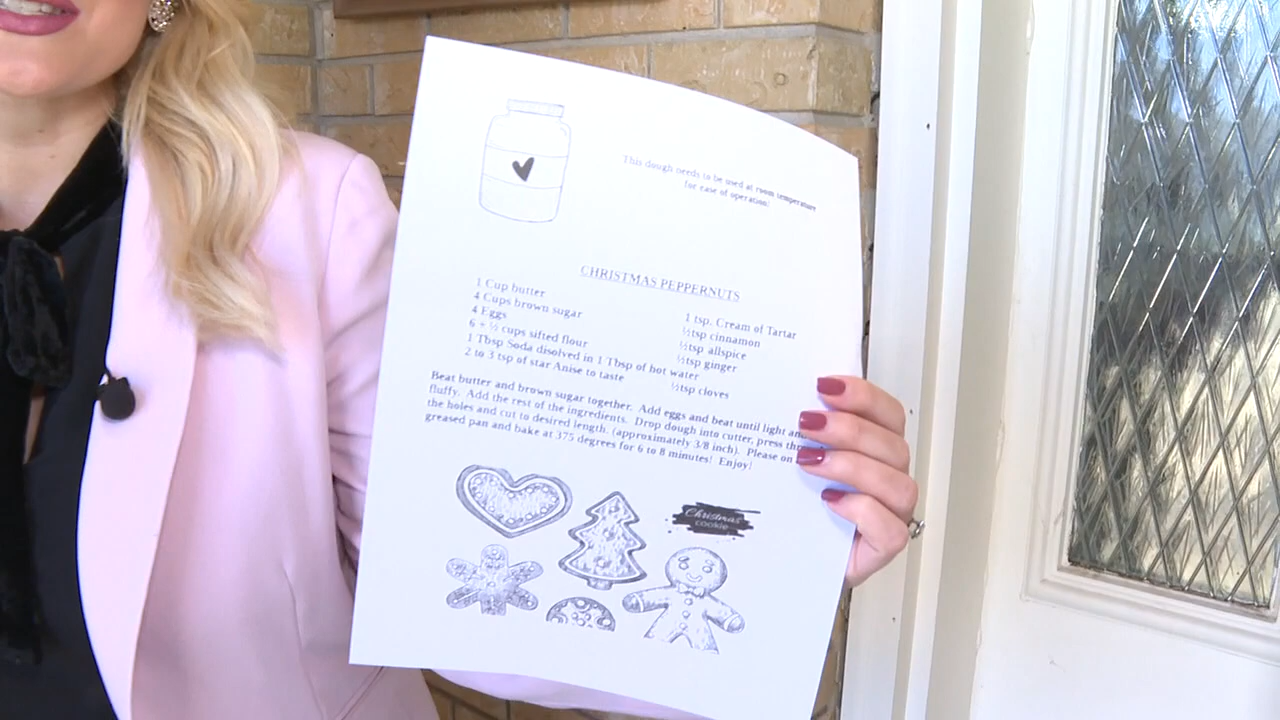 This dough needs to be used at room temperature
for ease of operation!
CHRISTMAS PEPPERNUTS
1 Cup butter
4 Cups brown sugar
4 Eggs
6 + ½ cups sifted flour
1 Tbsp Soda disolved in 1 Tbsp of hot water
2 to 3 tsp of star Anise to taste
1 tsp. Cream of Tartar
½tsp cinnamon
½tsp allspice
½tsp ginger
½tsp cloves
Beat butter and brown sugar together. Add eggs and beat until light and
fluffy. Add the rest of the ingredients. Drop dough into cutter, press
the holes and cut to desired length. (approximately 3/8 inch). Please on
greased pan and bake at 375 degrees for 6 to 8 minutes! Enjoy!
Christmas
cookie